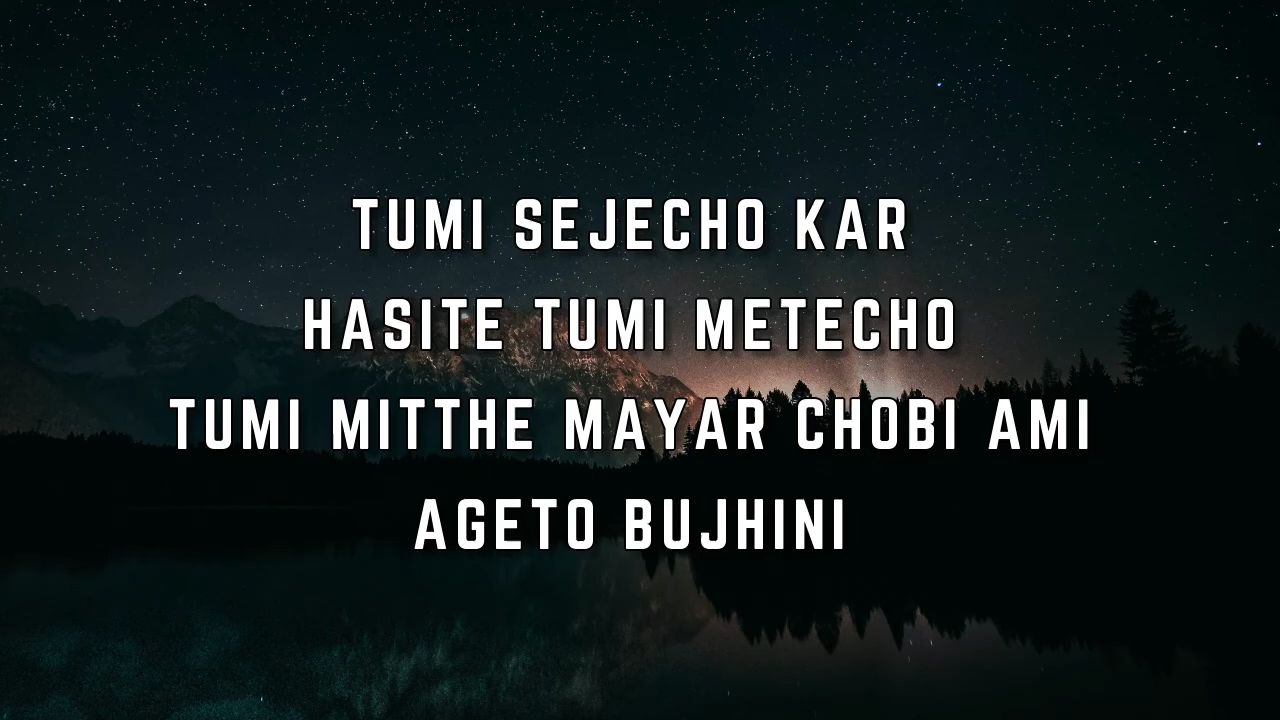 TUMI SEJECHO KAR
HASITE TUMI METECHO
TUMI MITTHE MAYAR CHOBI AMI
AGETO BUJHINI